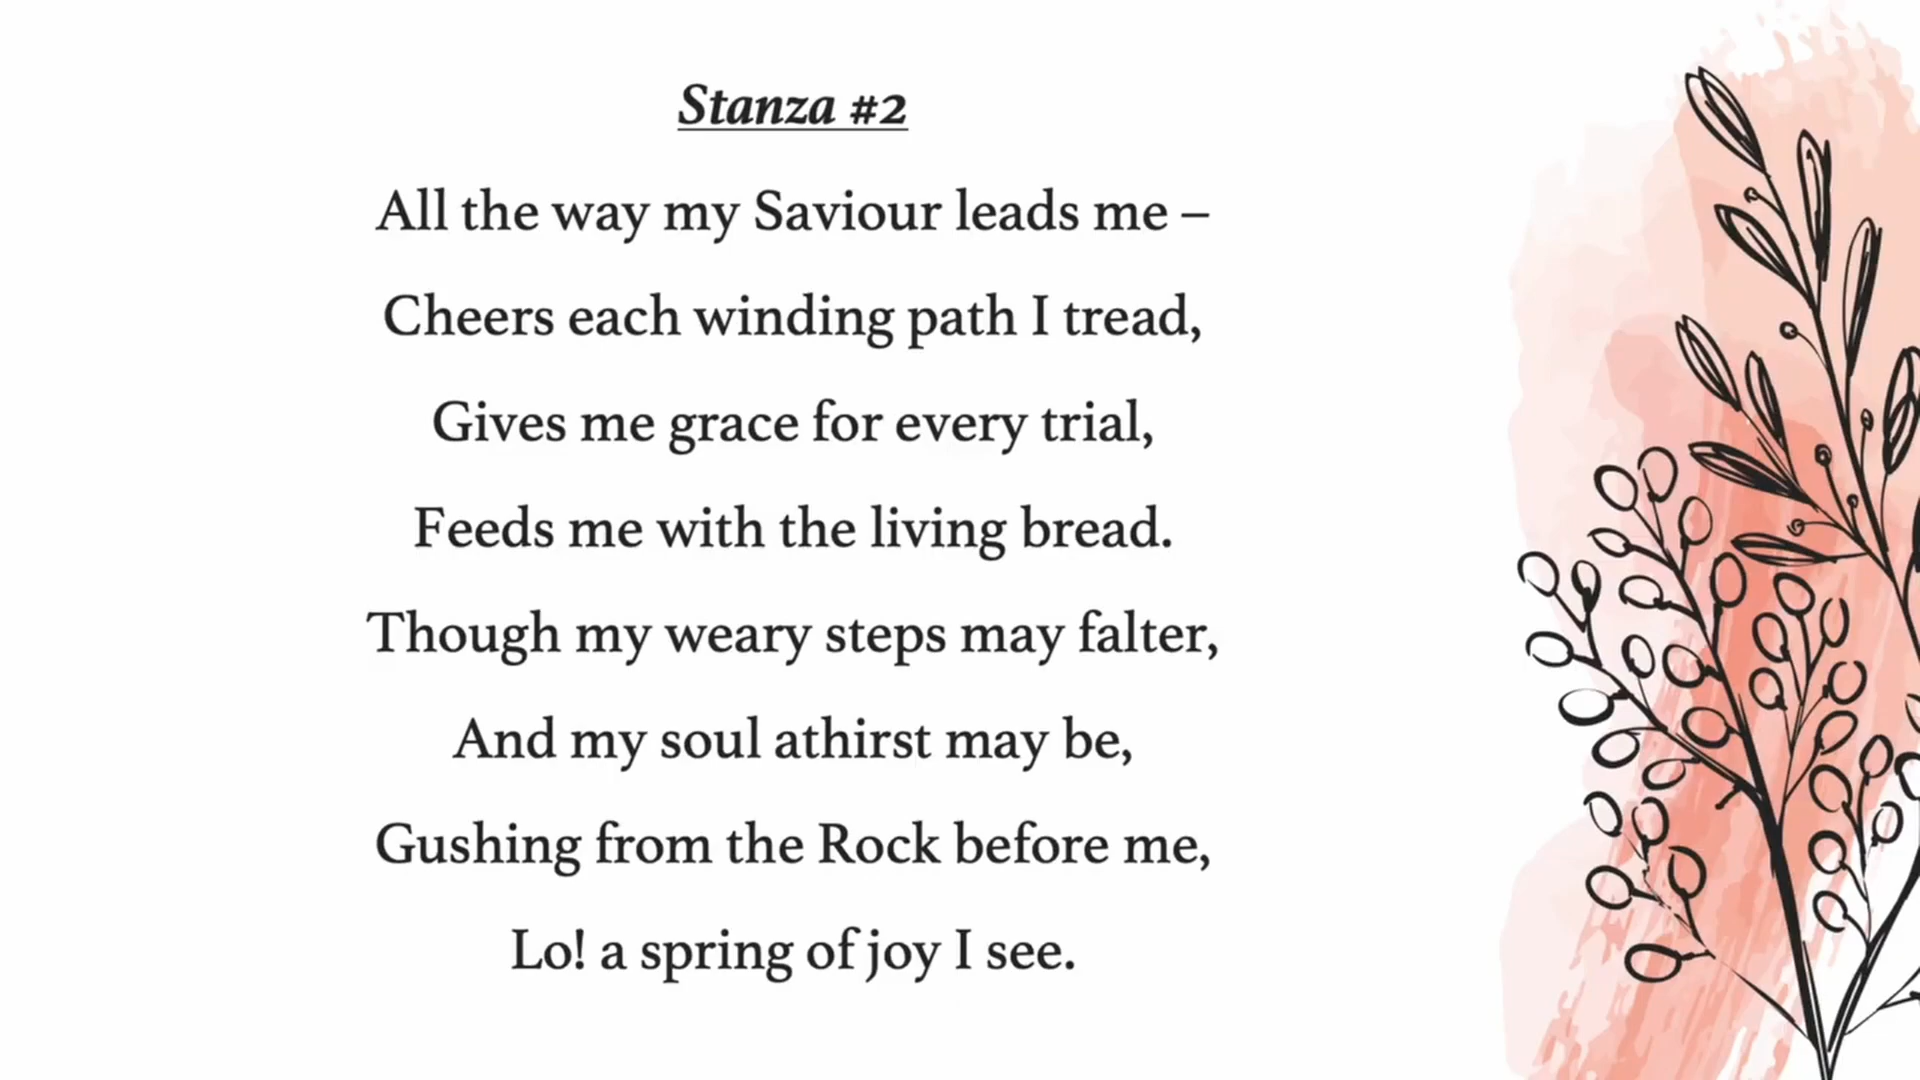 Stanza #2
All the way my Saviour leads me –
Cheers each winding path I tread,
Gives me grace for every trial,
Feeds me with the living bread.
Though my weary steps may falter,
And my soul athirst may be,
Gushing from the Rock before me,
Lo! a spring of joy I see.